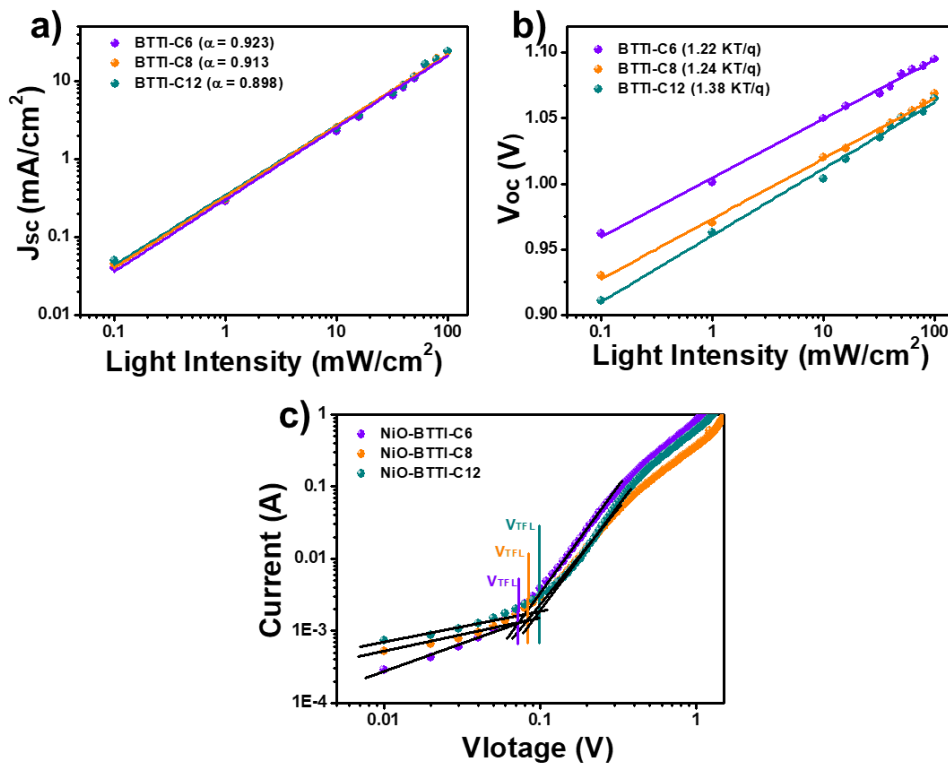 a)
BTTI-C6 (α = 0.923)
BTTI-C8 (α = 0.913)
BTTI-C12 (α = 0.898)
10
1
0.1
0.01
Jsc (mA/cm²)
0.1 1 10 100
Light Intensity (mW/cm²)
b)
BTTI-C6 (1.22 KT/q)
BTTI-C8 (1.24 KT/q)
BTTI-C12 (1.38 KT/q)
1.10
1.05
1.00
0.95
0.90
Voc (V)
0.1 1 10 100
Light Intensity (mW/cm²)
c)
NiO-BTTI-C6
NiO-BTTI-C8
NiO-BTTI-C12
VTFL
VTFL
VTFL
1
0.1
0.01
1E-3
1E-4
Current (A)
0.01 0.1 1
Vlotage (V)